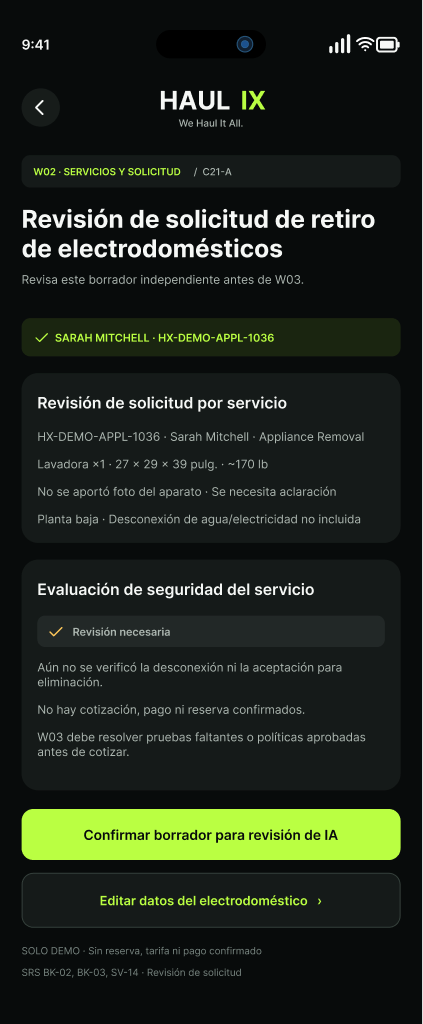 9:41
HAUL IX
We Haul It All.
W02 · SERVICIOS Y SOLICITUD / C21-A
Revisión de solicitud de retiro
de electrodomésticos
Revisa este borrador independiente antes de W03.
SARAH MITCHELL · HX-DEMO-APPL-1036
Revisión de solicitud por servicio
HX-DEMO-APPL-1036 · Sarah Mitchell · Appliance Removal
Lavadora ×1 · 27 × 29 × 39 pulg. · ~170 lb
No se aportó foto del aparato · Se necesita aclaración
Planta baja · Desconexión de agua/electricidad no incluida
Evaluación de seguridad del servicio
Revisión necesaria
Aún no se verificó la desconexión ni la aceptación para
eliminación.
No hay cotización, pago ni reserva confirmados.
W03 debe resolver pruebas faltantes o políticas aprobadas
antes de cotizar.
Confirmar borrador para revisión de IA
Editar datos del electrodoméstico ›
SOLO DEMO · Sin reserva, tarifa ni pago confirmado
SRS BK-02, BK-03, SV-14 · Revisión de solicitud